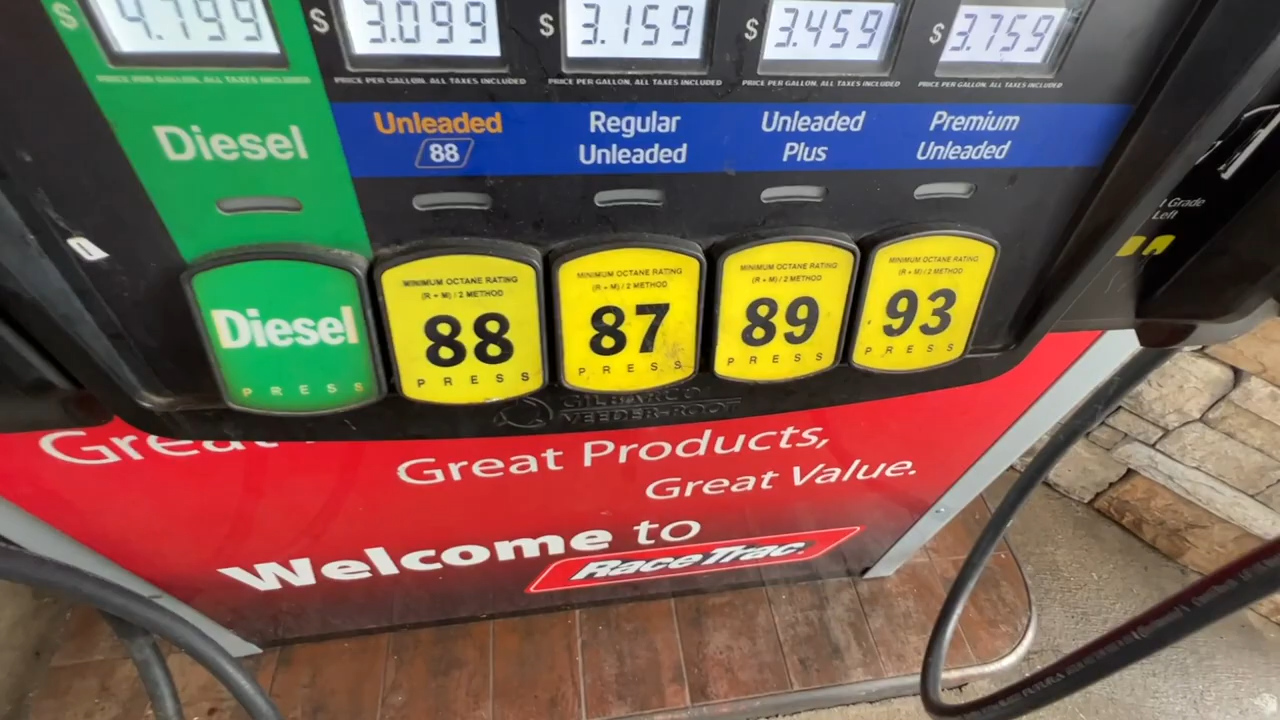 $ 4.799
$ 3.099
$ 3.159
$ 3.459
$ 3.759
PRICE PER GALLON, ALL TAXES INCLUDED
PRICE PER GALLON, ALL TAXES INCLUDED
PRICE PER GALLON, ALL TAXES INCLUDED
PRICE PER GALLON, ALL TAXES INCLUDED
PRICE PER GALLON, ALL TAXES INCLUDED
Diesel
Unleaded
88
Regular
Unleaded
Unleaded
Plus
Premium
Unleaded
Grade
Left
Diesel
PRESS
MINIMUM OCTANE RATING
(R + M) / 2 METHOD
88
PRESS
MINIMUM OCTANE RATING
(R + M) / 2 METHOD
87
PRESS
MINIMUM OCTANE RATING
(R + M) / 2 METHOD
89
PRESS
MINIMUM OCTANE RATING
(R + M) / 2 METHOD
93
PRESS
GILBARCO
VEEDER-ROOT
Great
Great Products,
Great Value.
Welcome to
RaceTrac